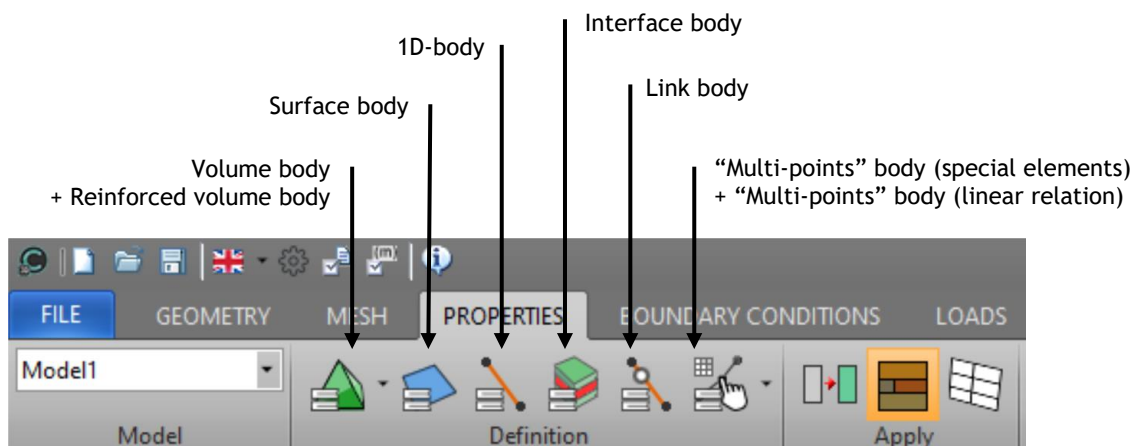 Interface body
1D-body
Link body
Surface body
Volume body
+ Reinforced volume body
“Multi-points” body (special elements)
+ “Multi-points” body (linear relation)
FILE GEOMETRY MESH PROPERTIES BOUNDARY CONDITIONS LOADS
Model1
Model Definition Apply